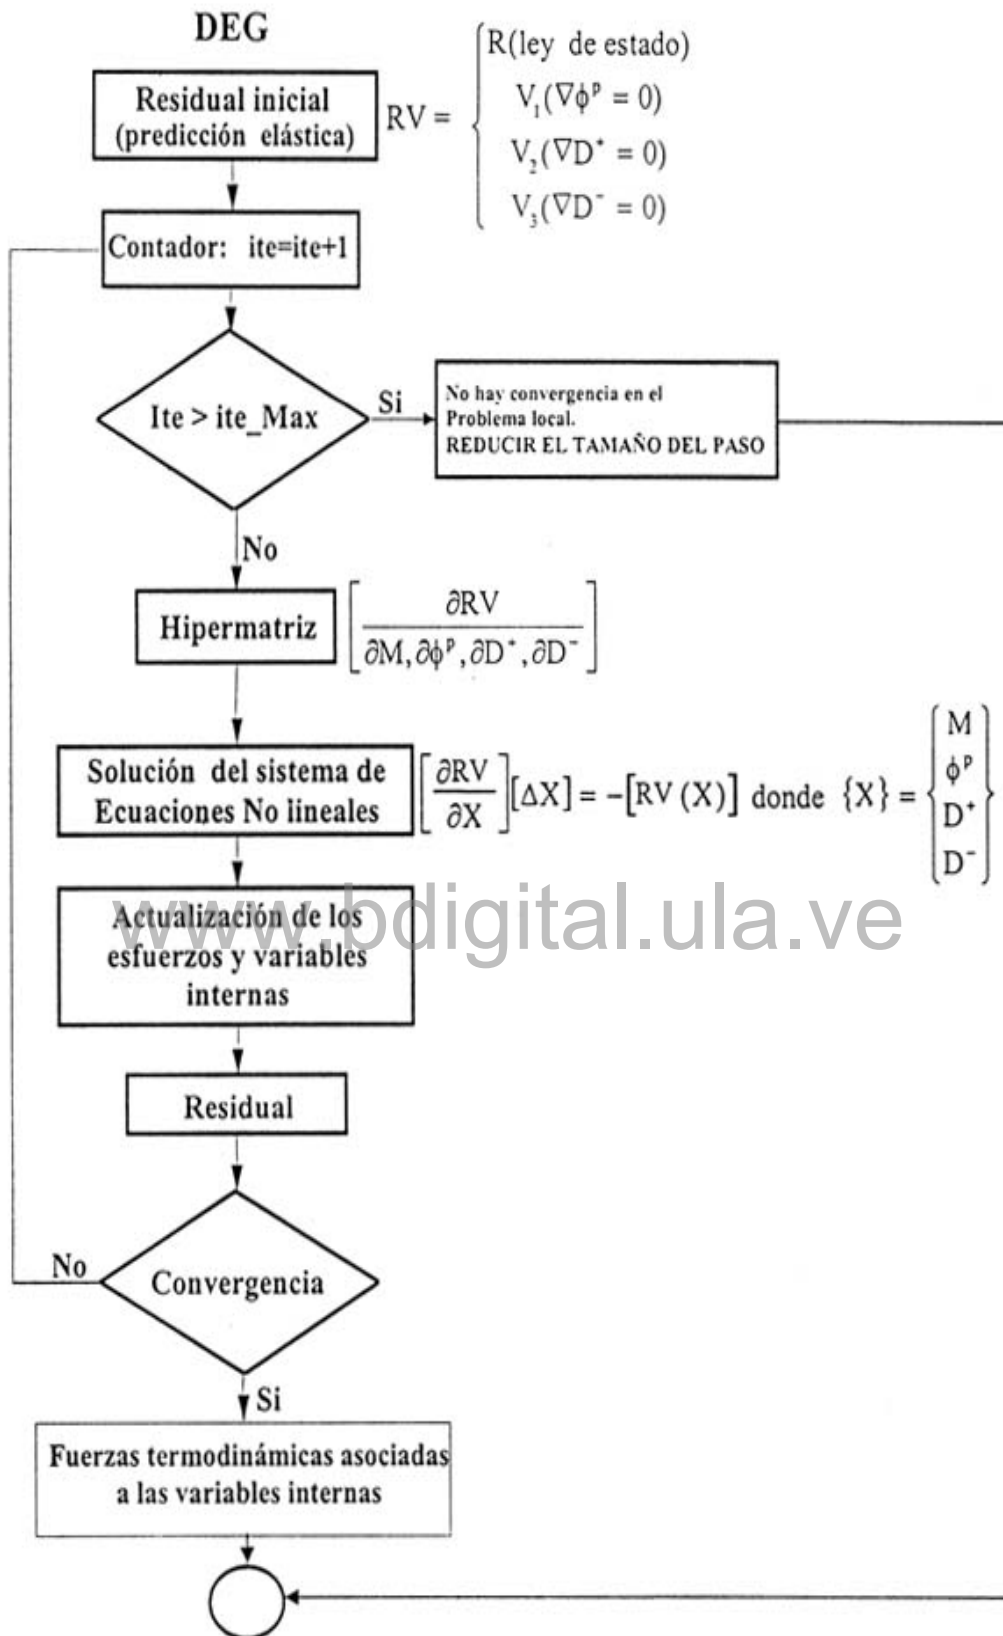 DEG
Residual inicial
(predicción elástica)
RV = { R(ley de estado)
V₁(∇ϕᵖ = 0)
V₂(∇D⁺ = 0)
V₃(∇D⁻ = 0)
Contador: ite=ite+1
Ite > ite_Max
Si
No hay convergencia en el
Problema local.
REDUCIR EL TAMAÑO DEL PASO
No
Hipermatriz
[∂RV / ∂M, ∂ϕᵖ, ∂D⁺, ∂D⁻]
Solución del sistema de
Ecuaciones No lineales
[∂RV / ∂X] [ΔX] = -[RV (X)] donde {X} = {M
ϕᵖ
D⁺
D⁻}
Actualización de los
esfuerzos y variables
internas
www.bdigital.ula.ve
Residual
No
Convergencia
Si
Fuerzas termodinámicas asociadas
a las variables internas